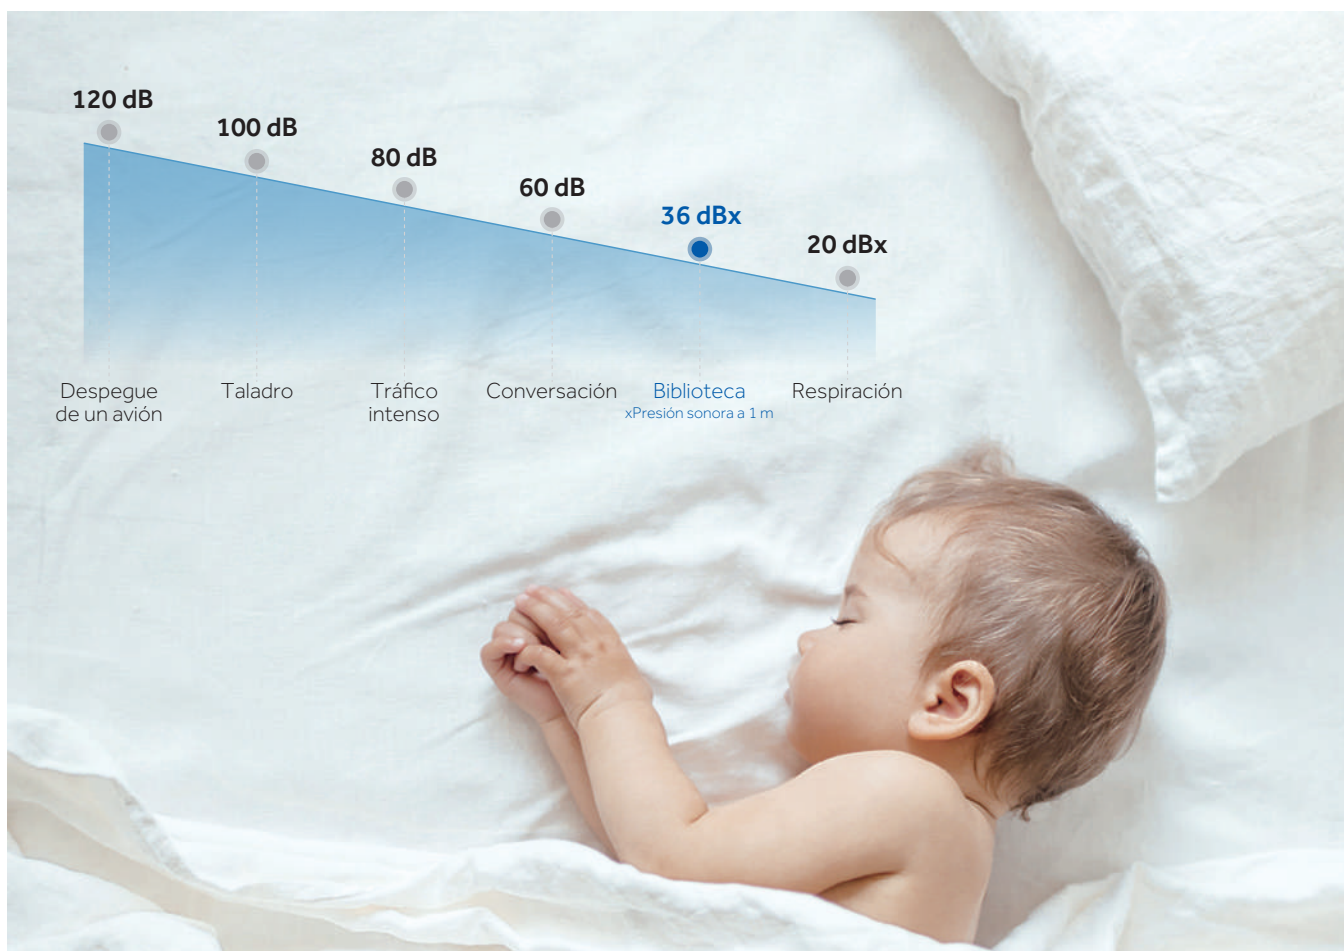 120 dB
100 dB
80 dB
60 dB
36 dBx
20 dBx
Despegue
de un avión
Taladro
Tráfico
intenso
Conversación
Biblioteca
xPresión sonora a 1 m
Respiración